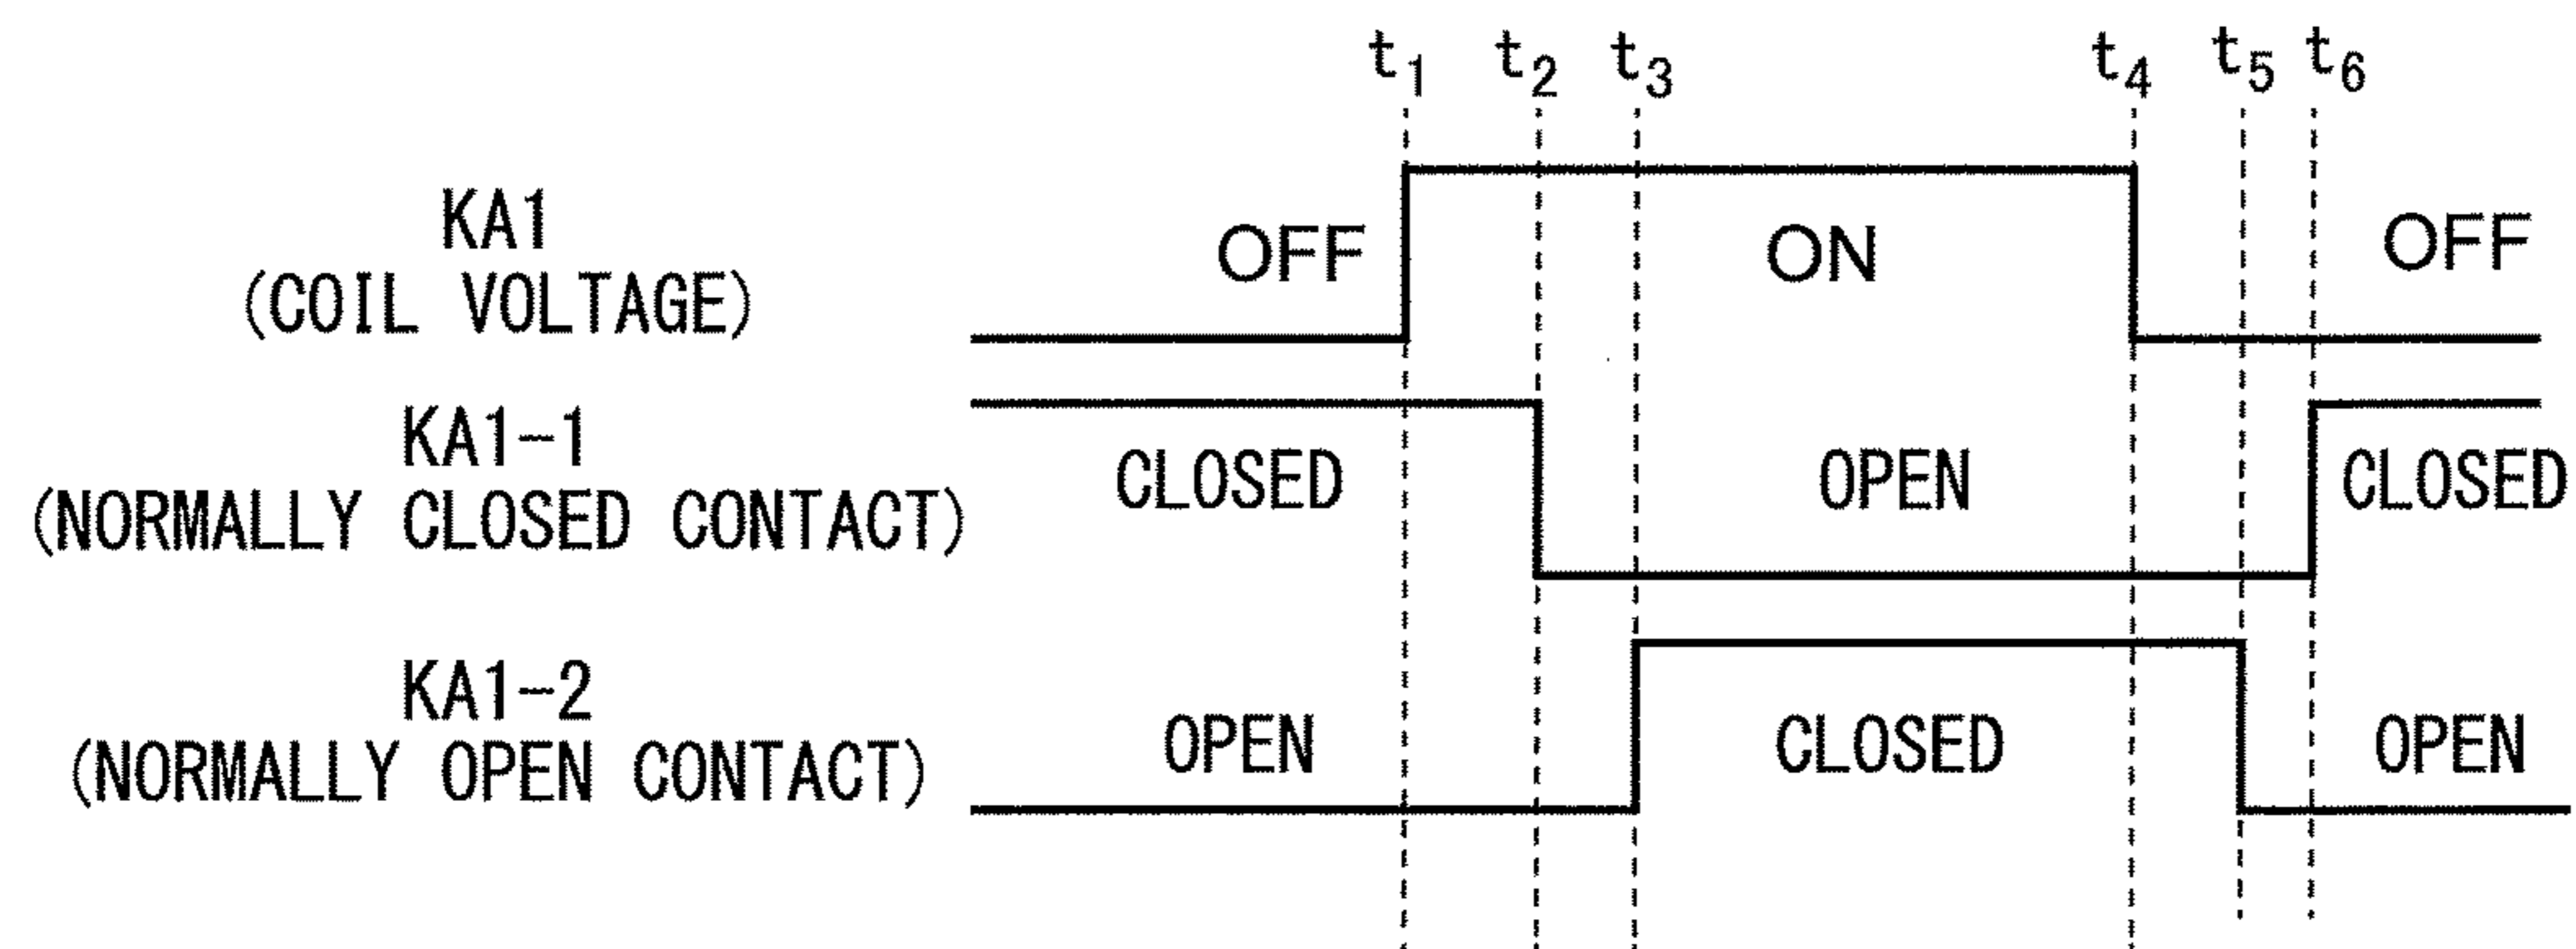 t1 t2 t3 t4 t5 t6
KA1
(COIL VOLTAGE)
OFF ON OFF
KA1-1
(NORMALLY CLOSED CONTACT)
CLOSED OPEN CLOSED
KA1-2
(NORMALLY OPEN CONTACT)
OPEN CLOSED OPEN